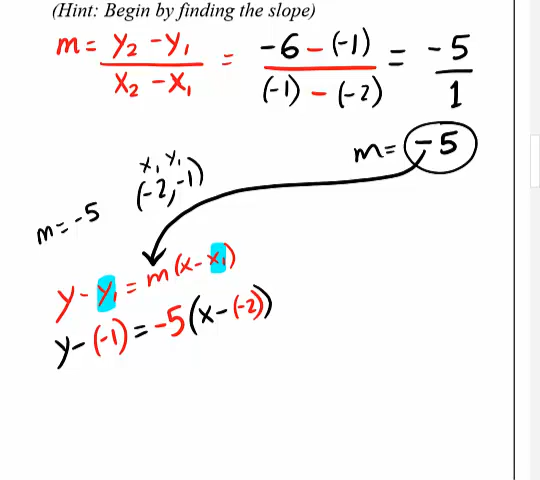 (Hint: Begin by finding the slope)
m = y₂ - y₁ / x₂ - x₁ = -6 - (-1) / (-1) - (-2) = -5 / 1
m = -5
x₁ y₁
(-2, -1)
m = -5
y - y₁ = m(x - x₁)
y - (-1) = -5(x - (-2))